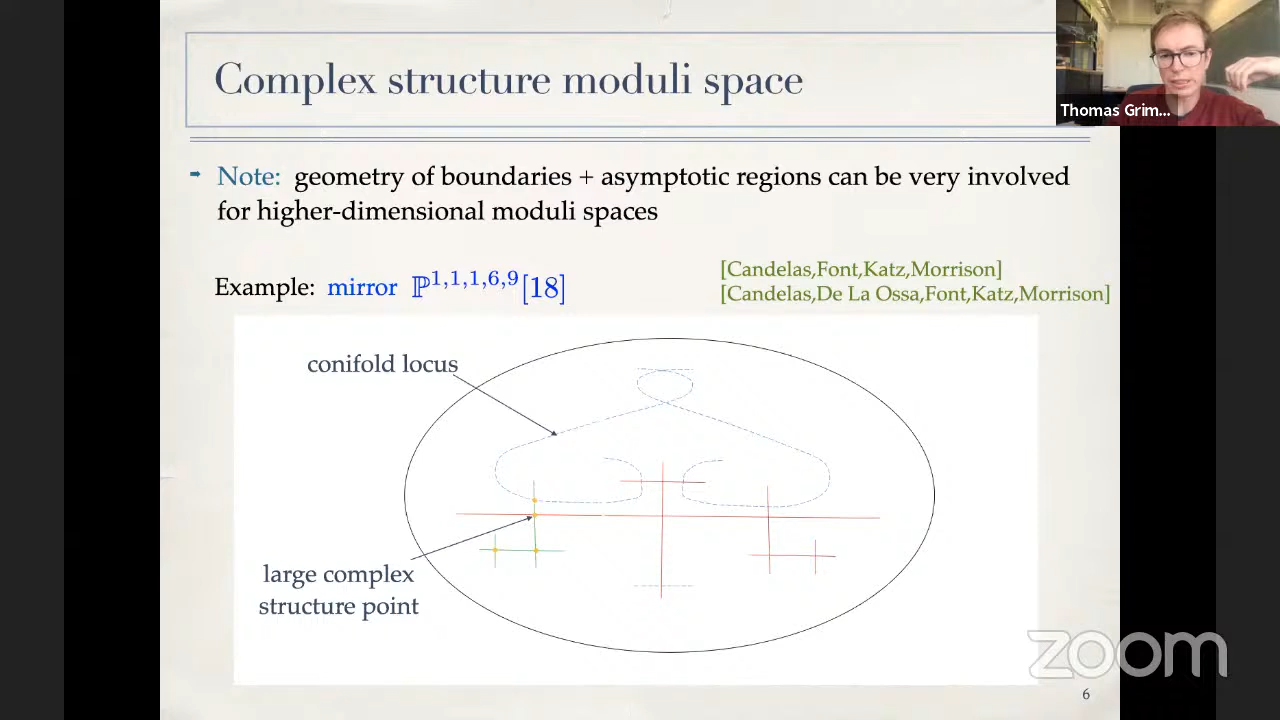 Complex structure moduli space
Thomas Grim...
➡ Note: geometry of boundaries + asymptotic regions can be very involved
for higher-dimensional moduli spaces
Example: mirror ℙ^{1,1,1,6,9}[18]
[Candelas,Font,Katz,Morrison]
[Candelas,De La Ossa,Font,Katz,Morrison]
conifold locus
large complex
structure point
zoom
6